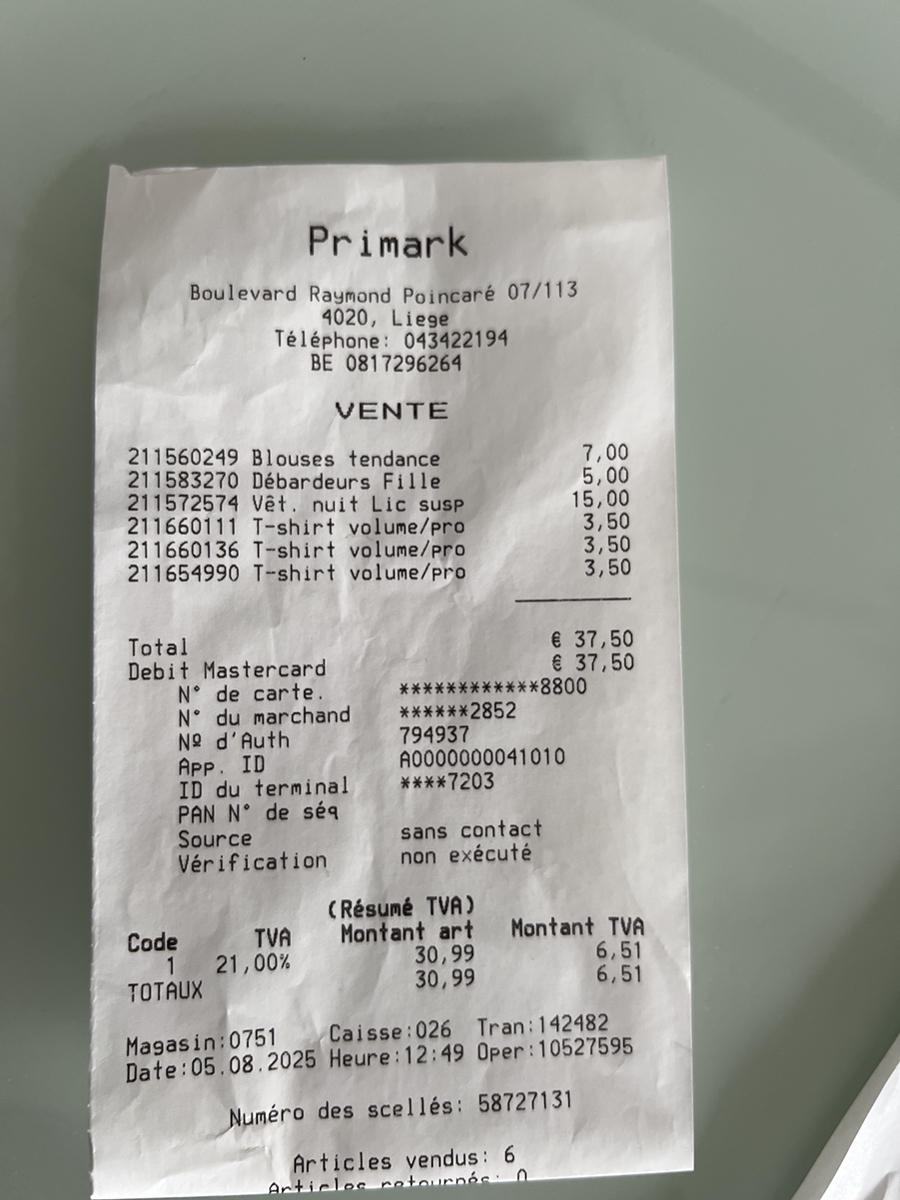 Primark
Boulevard Raymond Poincaré 07/113
4020, Liege
Téléphone: 043422194
BE 0817296264
VENTE
211560249 Blouses tendance 7,00
211583270 Débardeurs Fille 5,00
211572574 Vêt. nuit Lic susp 15,00
211660111 T-shirt volume/pro 3,50
211660136 T-shirt volume/pro 3,50
211654990 T-shirt volume/pro 3,50
Total € 37,50
Debit Mastercard € 37,50
N° de carte. ************8800
N° du marchand ******2852
Nº d'Auth 794937
App. ID A0000000041010
ID du terminal ****7203
PAN N° de séq
Source sans contact
Vérification non exécuté
(Résumé TVA)
Code TVA Montant art Montant TVA
1 21,00% 30,99 6,51
TOTAUX 30,99 6,51
Magasin:0751 Caisse:026 Tran:142482
Date:05.08.2025 Heure:12:49 Oper:10527595
Numéro des scellés: 58727131
Articles vendus: 6
Articles retournés: 0